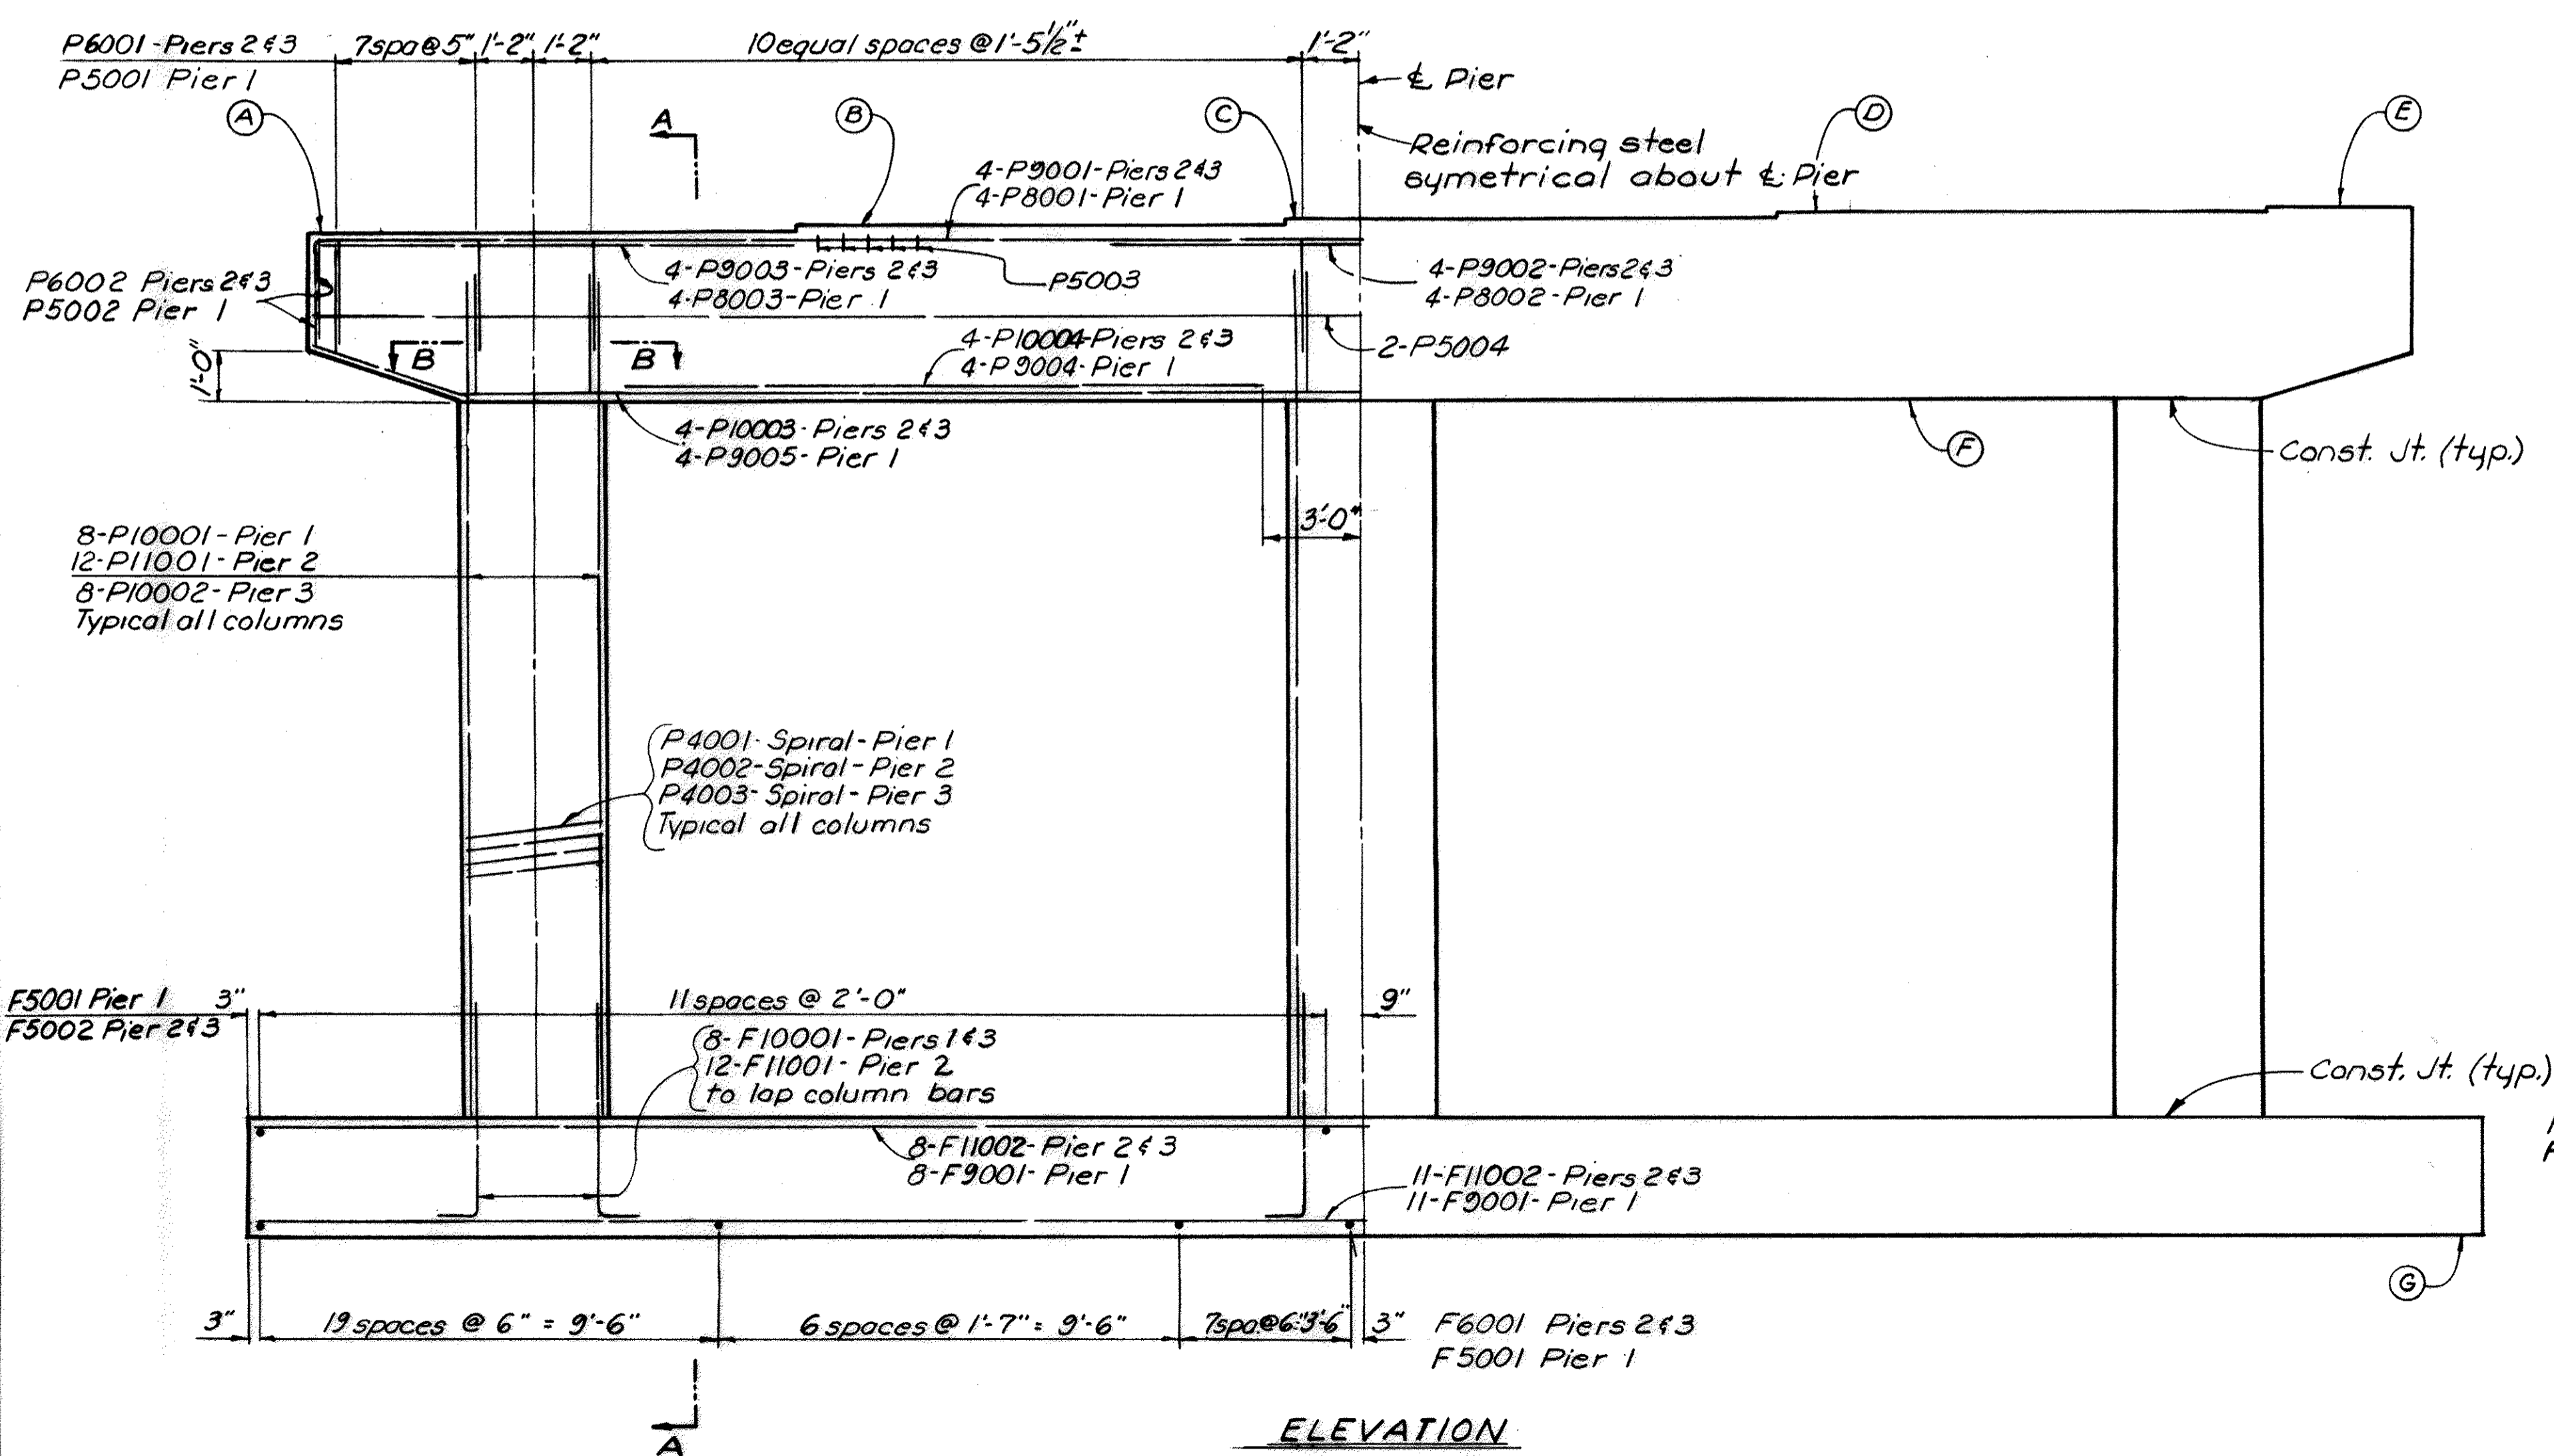 P6001-Piers 2&3
P5001 Pier 1
7spa@5" 1'-2" 1'-2" 10 equal spaces @ 1'-5½"± 1'-2"
℄ Pier
A
B
C
D
E
A
Reinforcing steel
symetrical about ℄ Pier
4-P9001-Piers 2&3
4-P8001-Pier 1
4-P9003-Piers 2&3
4-P8003-Pier 1
P5003
4-P9002-Piers 2&3
4-P8002-Pier 1
P6002 Piers 2&3
P5002 Pier 1
1'-0"
B B
4-P10004-Piers 2&3
4-P9004-Pier 1
2-P5004
4-P10003-Piers 2&3
4-P9005-Pier 1
F
Const. Jt. (typ.)
3'-0"
8-P10001-Pier 1
12-P11001-Pier 2
8-P10002-Pier 3
Typical all columns
P4001-Spiral-Pier 1
P4002-Spiral-Pier 2
P4003-Spiral-Pier 3
Typical all columns
F5001 Pier 1
F5002 Pier 2&3
3" 11 spaces @ 2'-0" 9"
8-F10001-Piers 1&3
12-F11001-Pier 2
to lap column bars
Const. Jt. (typ.)
8-F11002-Pier 2&3
8-F9001-Pier 1
11-F11002-Piers 2&3
11-F9001-Pier 1
G
3" 19 spaces @ 6" = 9'-6" 6 spaces @ 1'-7" = 9'-6" 7spa.@6"=3'-6" 3"
F6001 Piers 2&3
F5001 Pier 1
A
ELEVATION